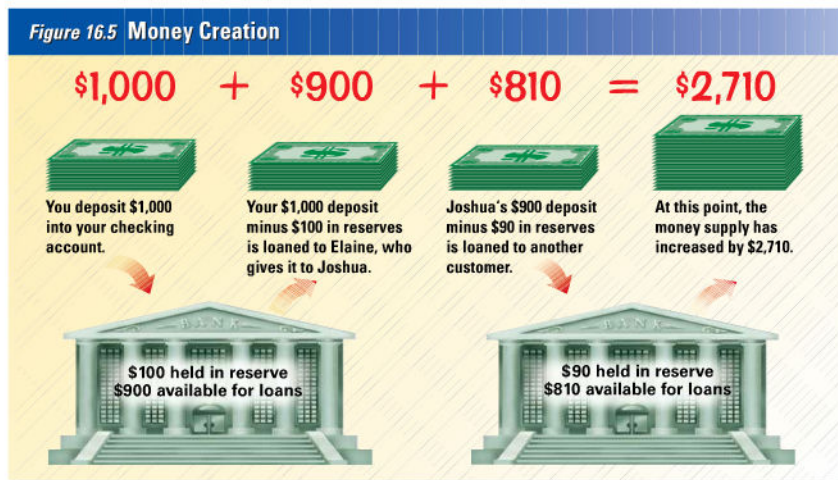 Figure 16.5 Money Creation
$1,000 + $900 + $810 = $2,710
You deposit $1,000
into your checking
account.
Your $1,000 deposit
minus $100 in reserves
is loaned to Elaine, who
gives it to Joshua.
Joshua's $900 deposit
minus $90 in reserves
is loaned to another
customer.
At this point, the
money supply has
increased by $2,710.
BANK
$100 held in reserve
$900 available for loans
BANK
$90 held in reserve
$810 available for loans